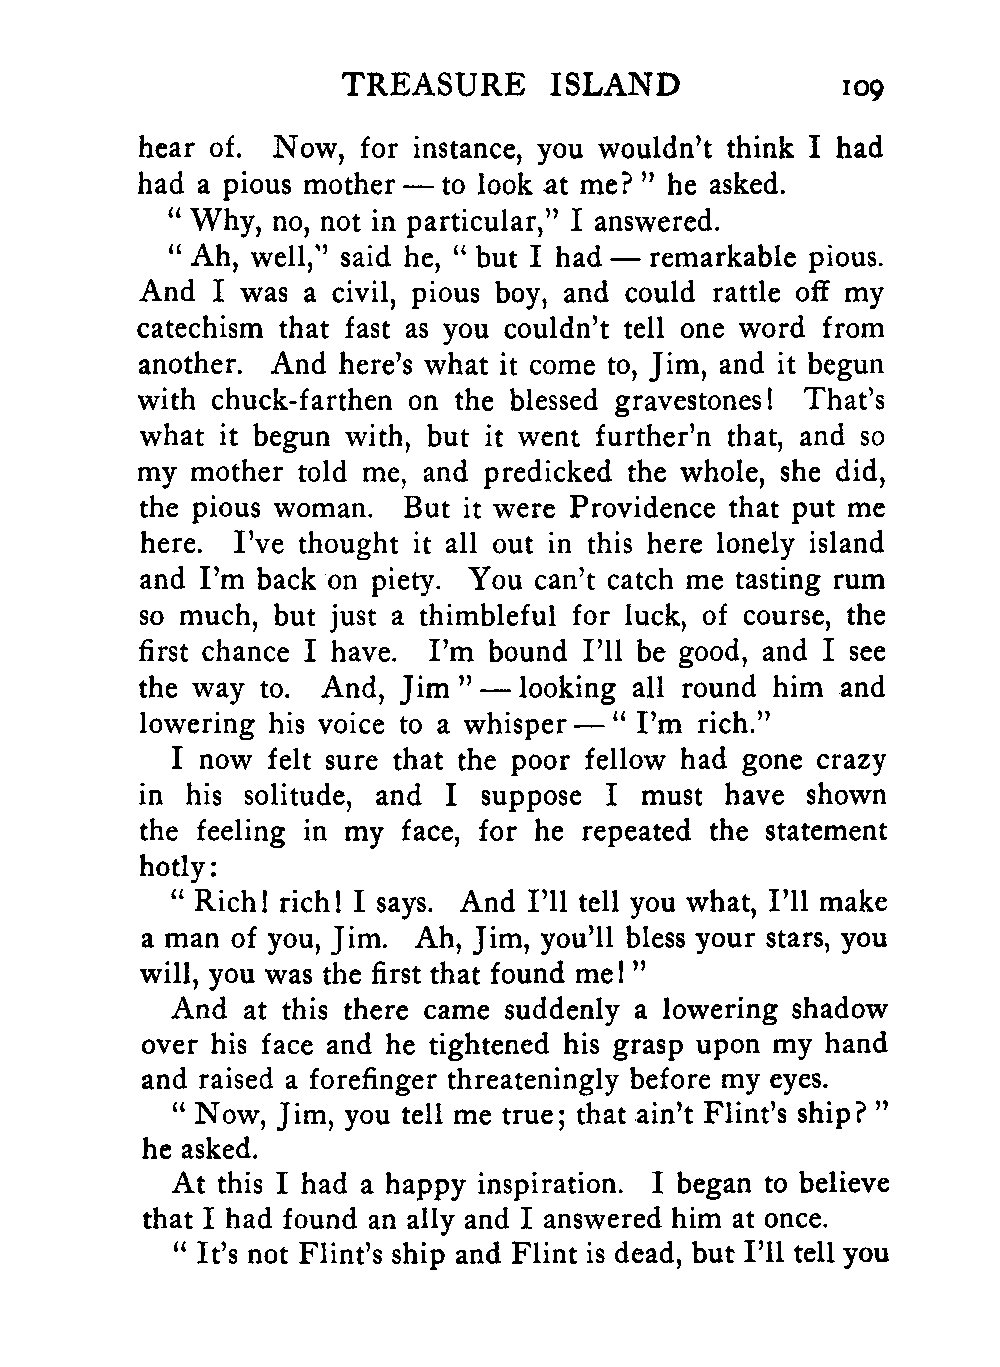 TREASURE ISLAND 109
hear of. Now, for instance, you wouldn't think I had
had a pious mother — to look at me? " he asked.
" Why, no, not in particular," I answered.
" Ah, well," said he, " but I had — remarkable pious.
And I was a civil, pious boy, and could rattle off my
catechism that fast as you couldn't tell one word from
another. And here's what it come to, Jim, and it begun
with chuck-farthen on the blessed gravestones! That's
what it begun with, but it went further'n that, and so
my mother told me, and predicked the whole, she did,
the pious woman. But it were Providence that put me
here. I've thought it all out in this here lonely island
and I'm back on piety. You can't catch me tasting rum
so much, but just a thimbleful for luck, of course, the
first chance I have. I'm bound I'll be good, and I see
the way to. And, Jim " — looking all round him and
lowering his voice to a whisper — " I'm rich."
I now felt sure that the poor fellow had gone crazy
in his solitude, and I suppose I must have shown
the feeling in my face, for he repeated the statement
hotly:
" Rich! rich! I says. And I'll tell you what, I'll make
a man of you, Jim. Ah, Jim, you'll bless your stars, you
will, you was the first that found me! "
And at this there came suddenly a lowering shadow
over his face and he tightened his grasp upon my hand
and raised a forefinger threateningly before my eyes.
" Now, Jim, you tell me true; that ain't Flint's ship? "
he asked.
At this I had a happy inspiration. I began to believe
that I had found an ally and I answered him at once.
" It's not Flint's ship and Flint is dead, but I'll tell you